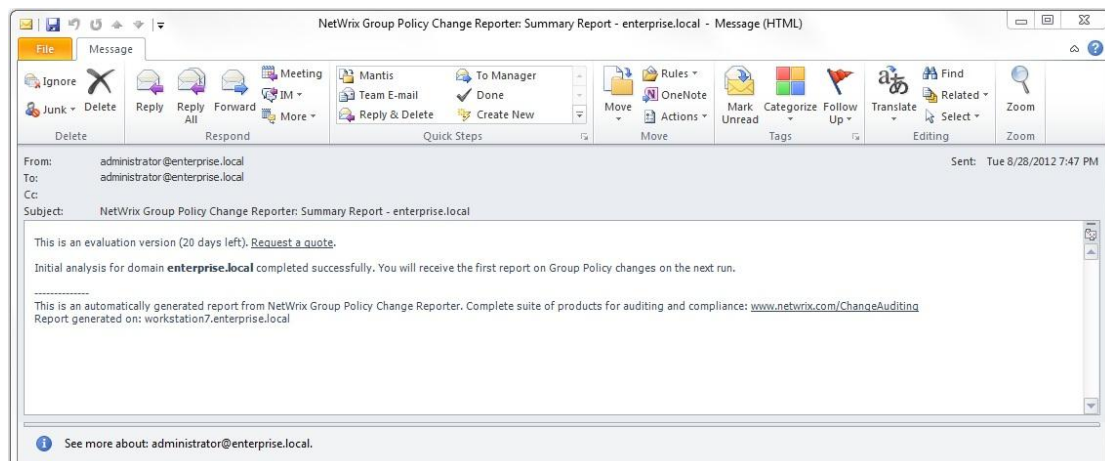 NetWrix Group Policy Change Reporter: Summary Report - enterprise.local - Message (HTML)
File Message
Ignore
Junk
Delete
Reply
Reply All
Forward
Meeting
IM
More
Mantis
Team E-mail
Reply & Delete
To Manager
Done
Create New
Move
Rules
OneNote
Actions
Mark Unread
Categorize
Follow Up
Translate
Find
Related
Select
Zoom
Delete Respond Quick Steps Move Tags Editing Zoom
From: administrator@enterprise.local Sent: Tue 8/28/2012 7:47 PM
To: administrator@enterprise.local
Cc:
Subject: NetWrix Group Policy Change Reporter: Summary Report - enterprise.local
This is an evaluation version (20 days left). Request a quote.
Initial analysis for domain enterprise.local completed successfully. You will receive the first report on Group Policy changes on the next run.
--------------
This is an automatically generated report from NetWrix Group Policy Change Reporter. Complete suite of products for auditing and compliance: www.netwrix.com/ChangeAuditing
Report generated on: workstation7.enterprise.local
See more about: administrator@enterprise.local.